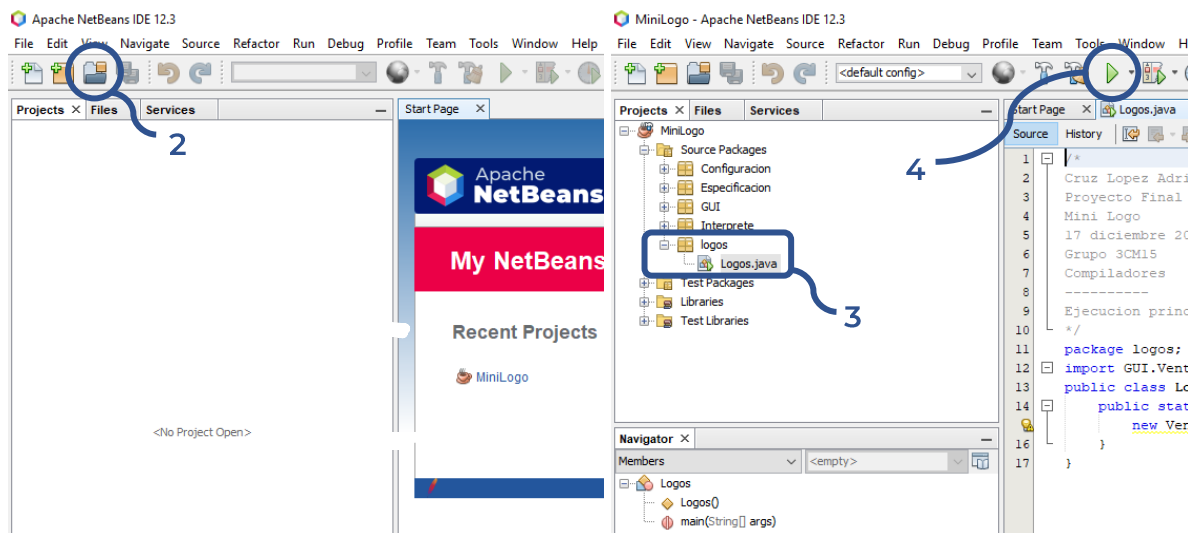 Apache NetBeans IDE 12.3
File Edit View Navigate Source Refactor Run Debug Profile Team Tools Window Help
Projects Files Services
Start Page
2
Apache
NetBeans
My NetBeans
Recent Projects
MiniLogo
<No Project Open>
MiniLogo - Apache NetBeans IDE 12.3
File Edit View Navigate Source Refactor Run Debug Profile Team Tools Window H
<default config>
4
Projects Files Services
MiniLogo
Source Packages
Configuracion
Especificacion
GUI
Interprete
logos
Logos.java
Test Packages
Libraries
Test Libraries
3
Navigator
Members <empty>
Logos
Logos()
main(String[] args)
Start Page Logos.java
Source History
1 /*
2 Cruz Lopez Adri
3 Proyecto Final
4 Mini Logo
5 17 diciembre 20
6 Grupo 3CM15
7 Compiladores
8 ----------
9 Ejecucion princ
10 */
11 package logos;
12 import GUI.Vent
13 public class Lo
14 public stat
new Ver
16 }
17 }